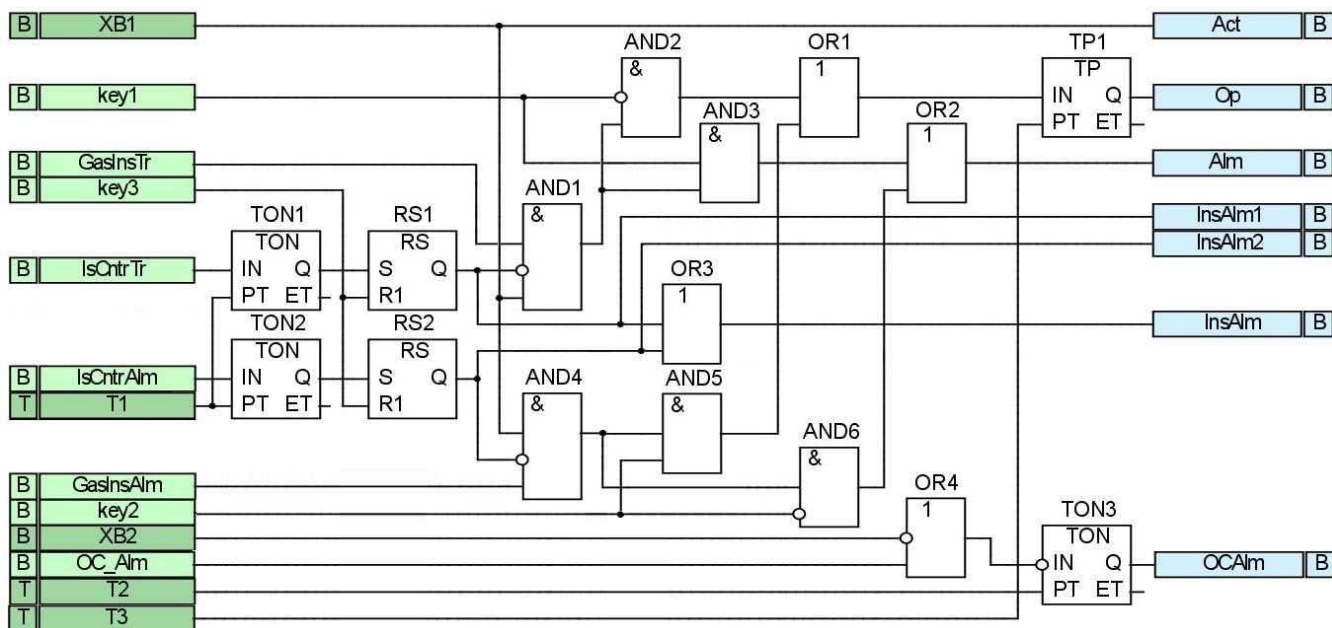 B XB1 Act B
AND2 OR1 TP1
& 1 TP
B key1 IN Q Op B
AND3 OR2 PT ET
& 1
B GasInsTr Alm B
B key3
AND1
&
TON1 RS1 InsAlm1 B
TON RS InsAlm2 B
B IsCntrTr IN Q S Q OR3
PT ET R1 1
TON2 RS2 InsAlm B
TON RS
B IsCntrAlm IN Q S Q AND4 AND5
B T1 PT ET R1 & &
AND6
&
B GasInsAlm OR4
B key2 1 TON3
B XB2 TON
B OC_Alm IN Q OCAlm B
T T2 PT ET
T T3